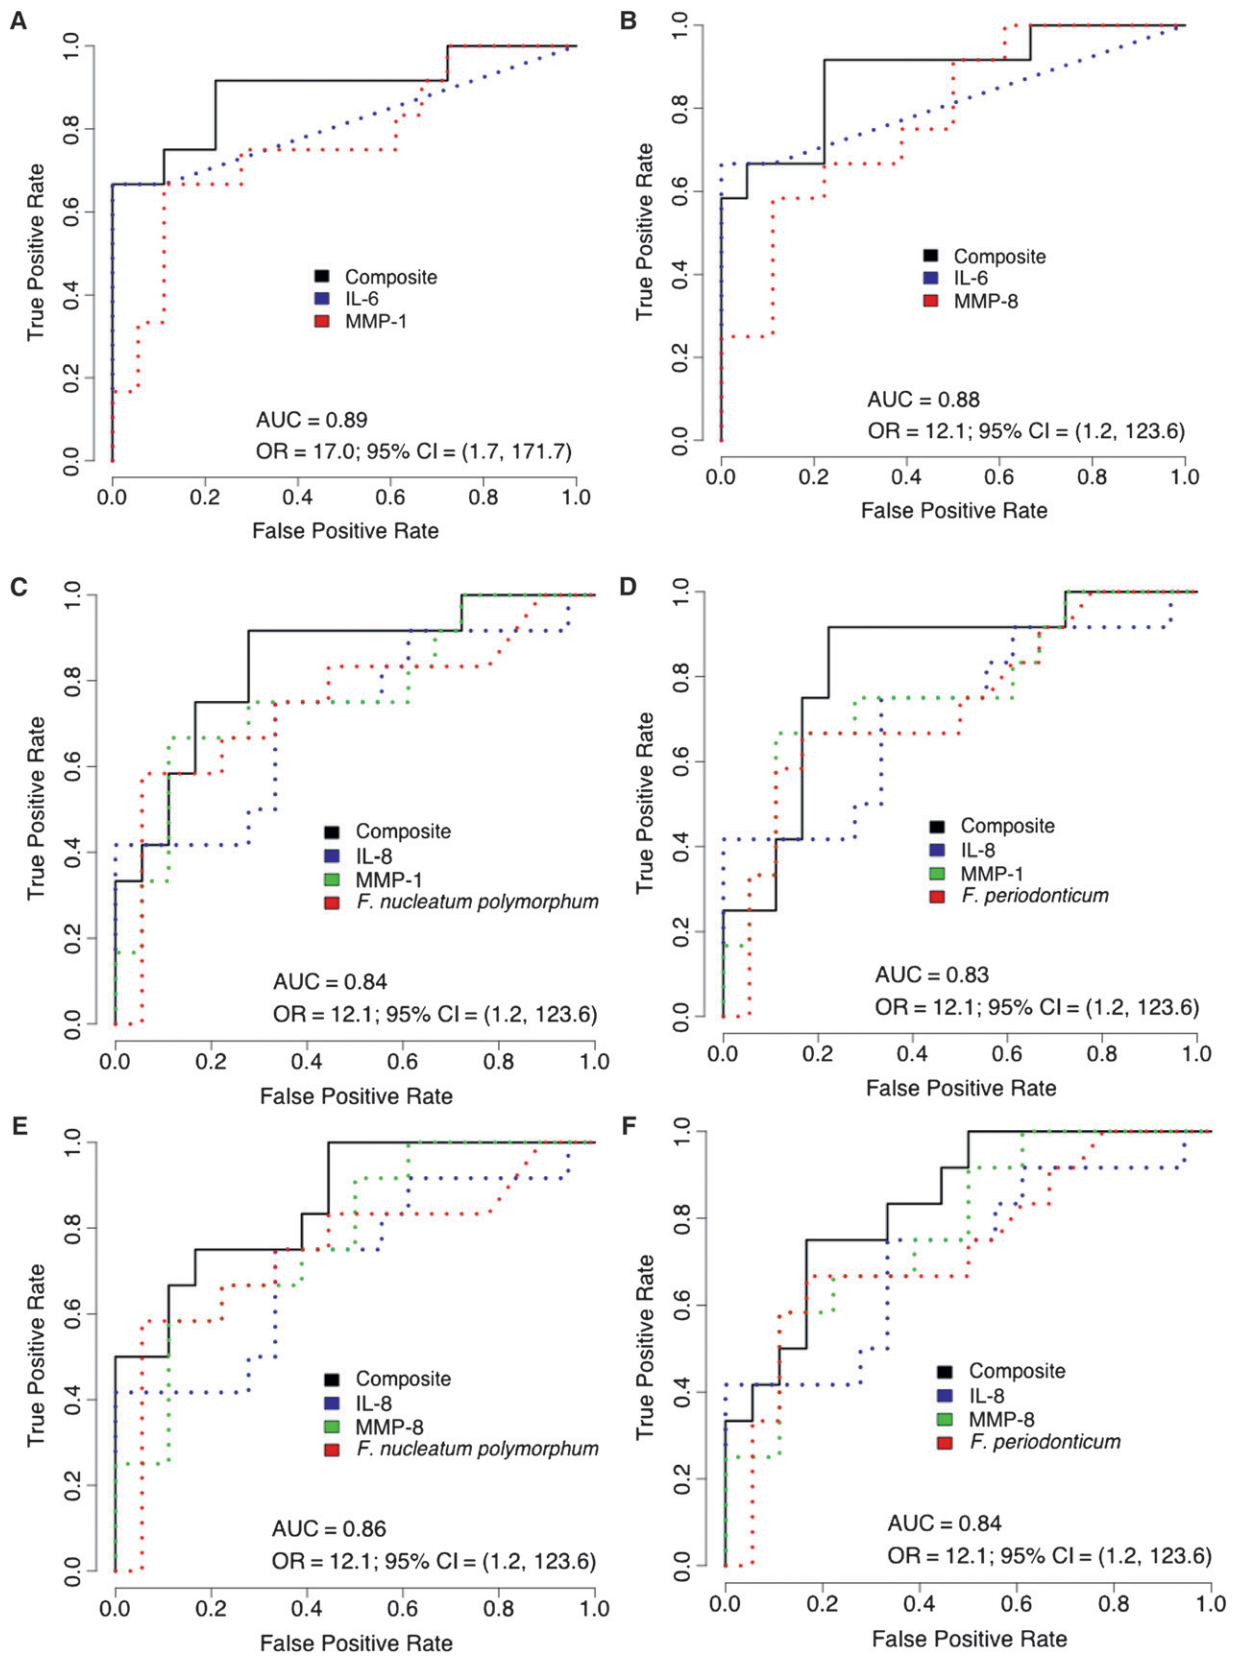 A
True Positive Rate
1.0
0.8
0.6
0.4
0.2
0.0
Composite
IL-6
MMP-1
AUC = 0.89
OR = 17.0; 95% CI = (1.7, 171.7)
0.0 0.2 0.4 0.6 0.8 1.0
False Positive Rate
B
True Positive Rate
1.0
0.8
0.6
0.4
0.2
0.0
Composite
IL-6
MMP-8
AUC = 0.88
OR = 12.1; 95% CI = (1.2, 123.6)
0.0 0.2 0.4 0.6 0.8 1.0
False Positive Rate
C
True Positive Rate
1.0
0.8
0.6
0.4
0.2
0.0
Composite
IL-8
MMP-1
F. nucleatum polymorphum
AUC = 0.84
OR = 12.1; 95% CI = (1.2, 123.6)
0.0 0.2 0.4 0.6 0.8 1.0
False Positive Rate
D
True Positive Rate
1.0
0.8
0.6
0.4
0.2
0.0
Composite
IL-8
MMP-1
F. periodonticum
AUC = 0.83
OR = 12.1; 95% CI = (1.2, 123.6)
0.0 0.2 0.4 0.6 0.8 1.0
False Positive Rate
E
True Positive Rate
1.0
0.8
0.6
0.4
0.2
0.0
Composite
IL-8
MMP-8
F. nucleatum polymorphum
AUC = 0.86
OR = 12.1; 95% CI = (1.2, 123.6)
0.0 0.2 0.4 0.6 0.8 1.0
False Positive Rate
F
True Positive Rate
1.0
0.8
0.6
0.4
0.2
0.0
Composite
IL-8
MMP-8
F. periodonticum
AUC = 0.84
OR = 12.1; 95% CI = (1.2, 123.6)
0.0 0.2 0.4 0.6 0.8 1.0
False Positive Rate